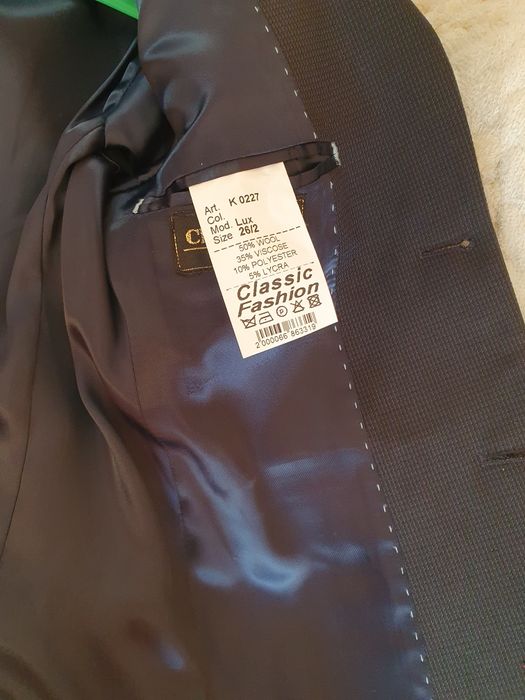 Art. K 0227
Col.
Mod. Lux
Size 26/2
50% WOOL
35% VISCOSE
10% POLYESTER
5% LYCRA
Classic
Fashion
2 000066 863319